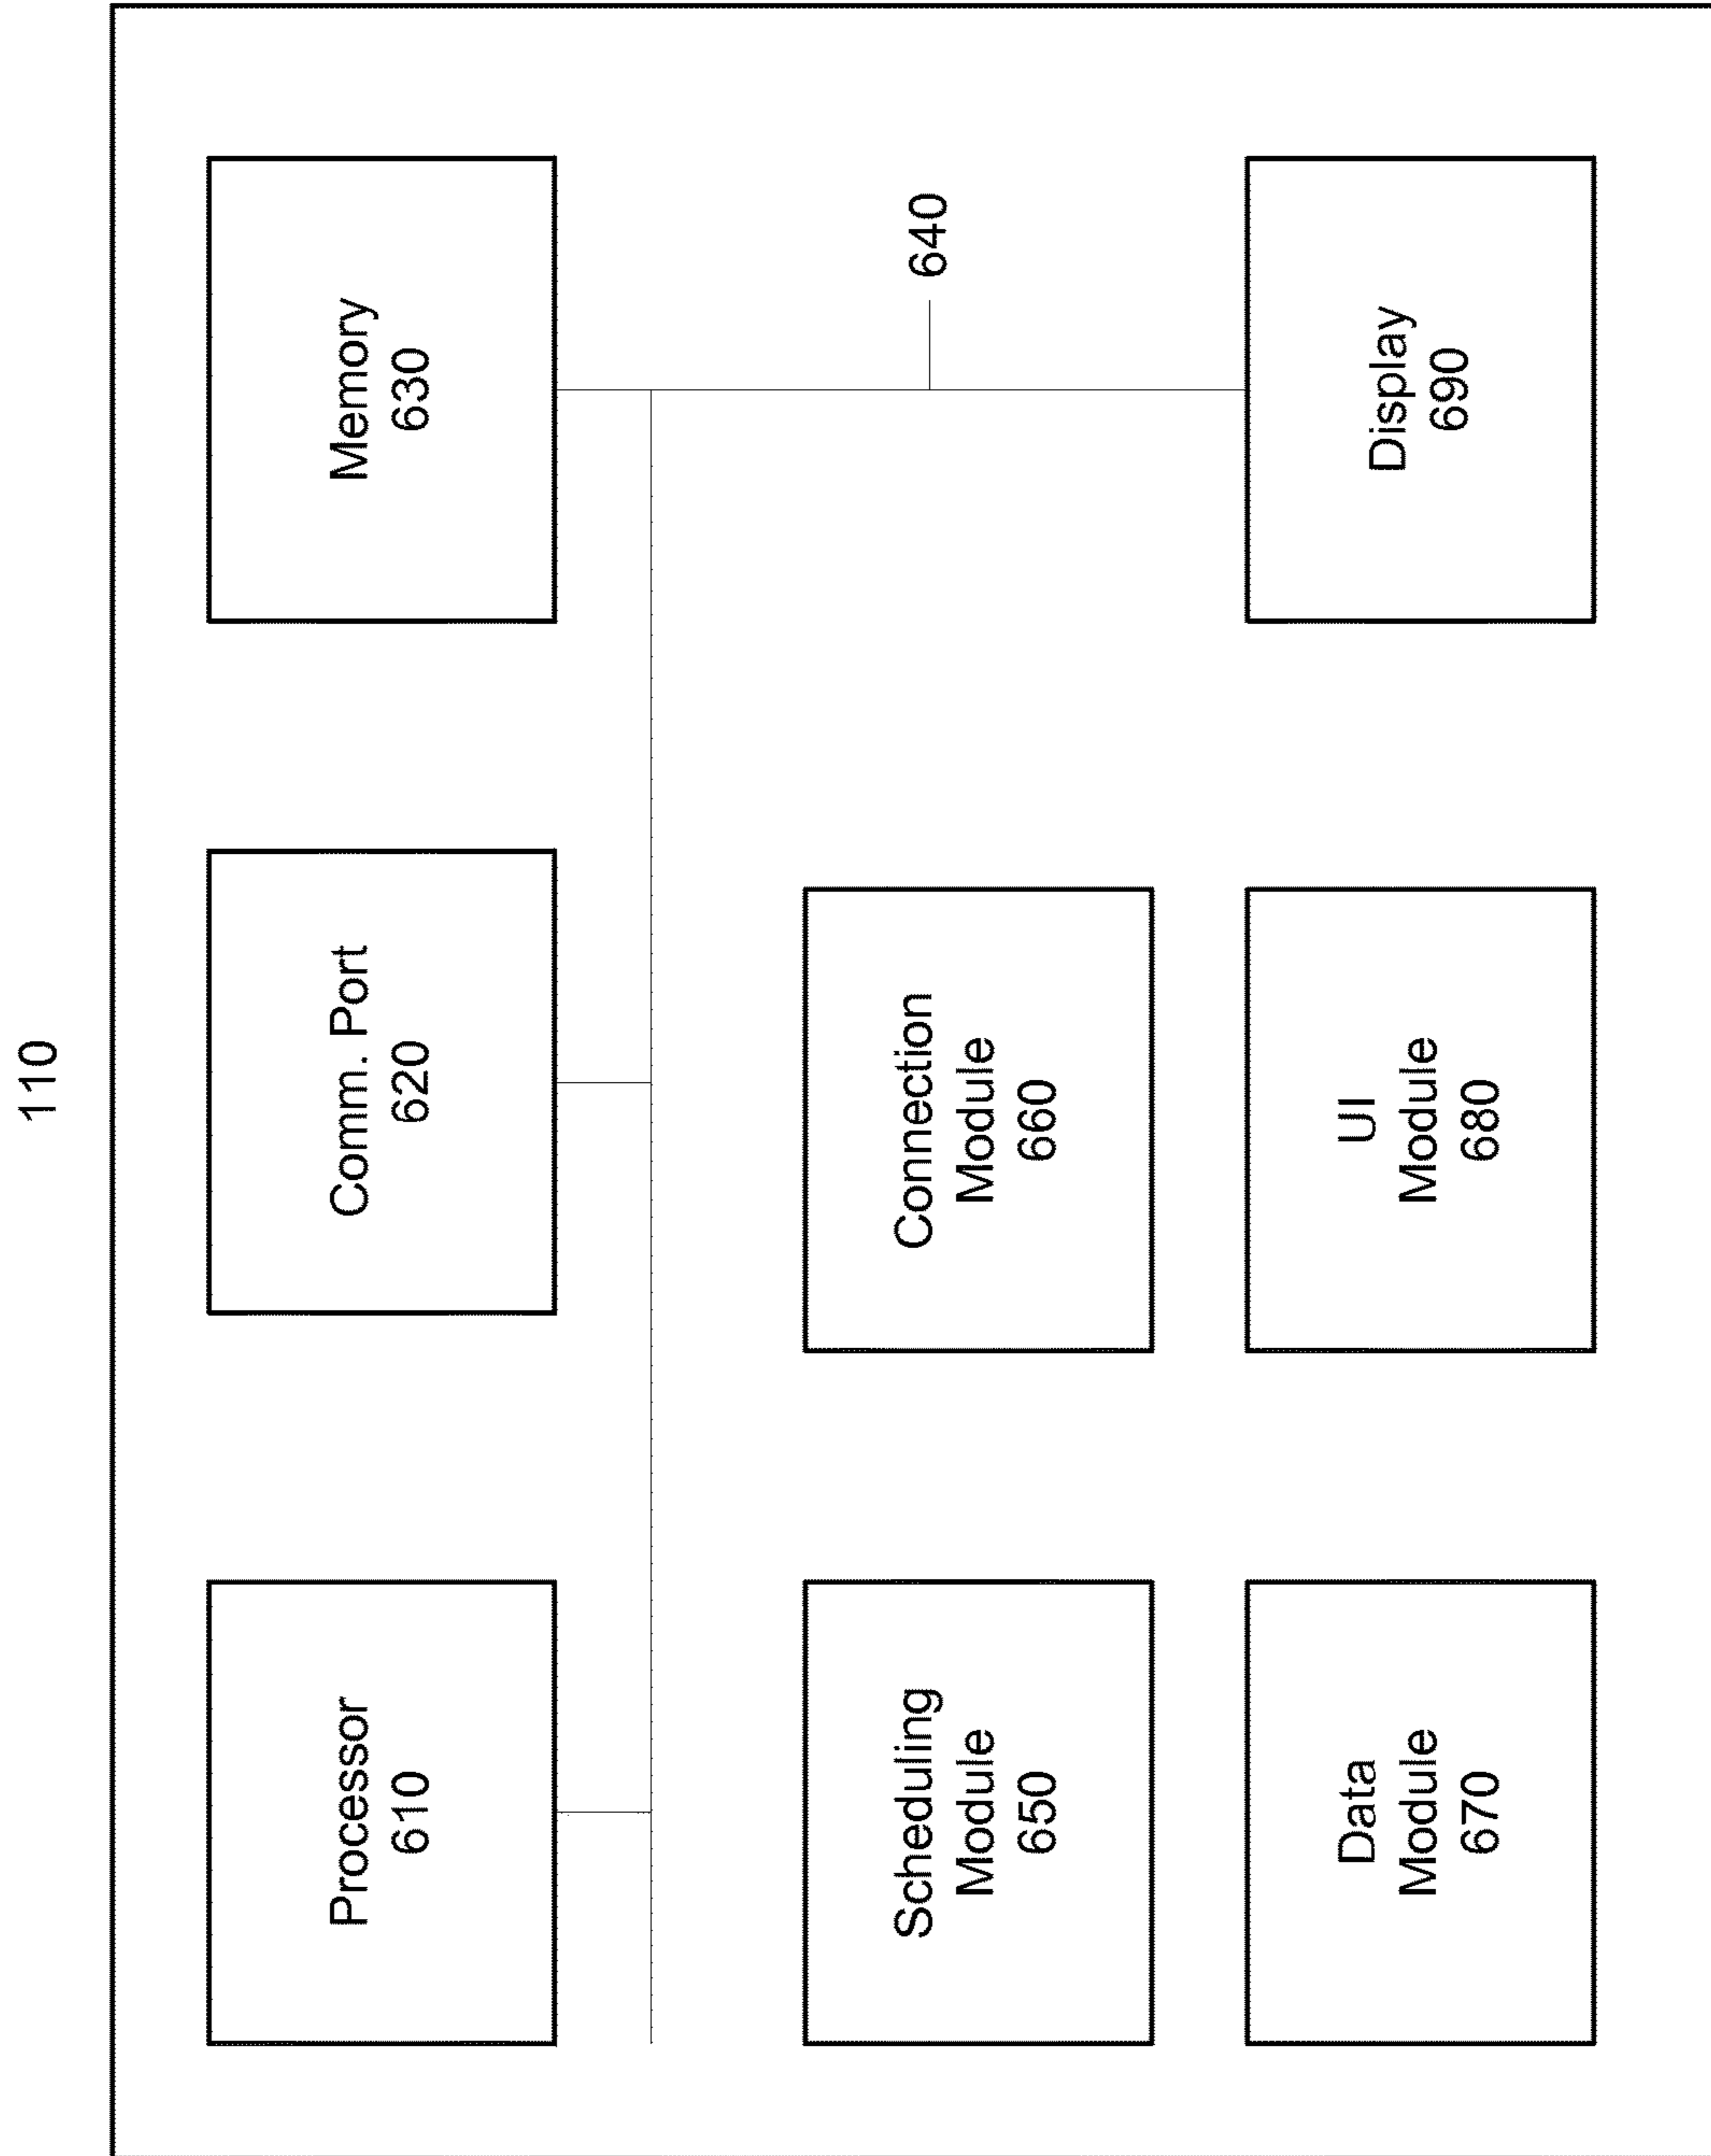 110
Processor
610
Comm. Port
620
Memory
630
640
Scheduling
Module
650
Connection
Module
660
Data
Module
670
UI
Module
680
Display
690